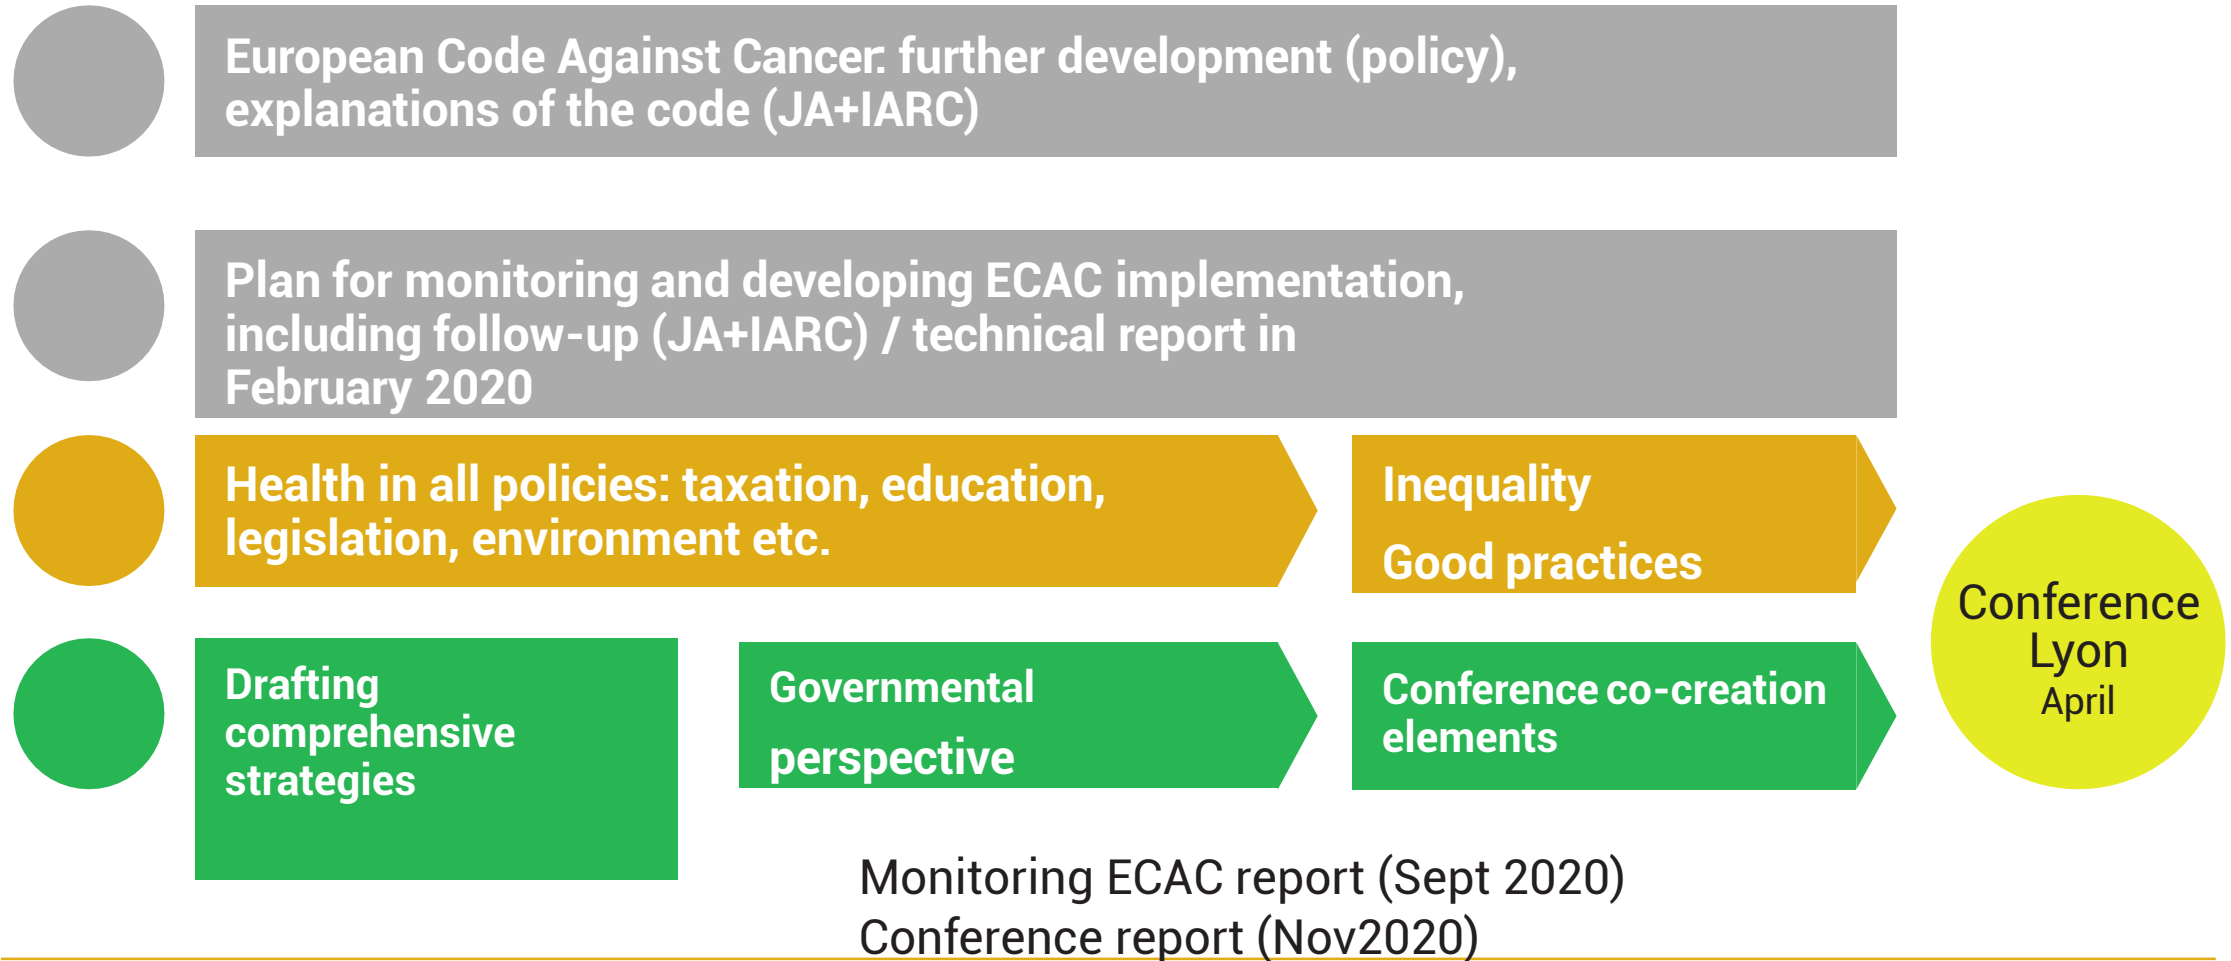 European Code Against Cancer: further development (policy),
explanations of the code (JA+IARC)
Plan for monitoring and developing ECAC implementation,
including follow-up (JA+IARC) / technical report in
February 2020
Health in all policies: taxation, education,
legislation, environment etc.
Inequality
Good practices
Drafting
comprehensive
strategies
Governmental
perspective
Conference co-creation
elements
Conference
Lyon
April
Monitoring ECAC report (Sept 2020)
Conference report (Nov2020)